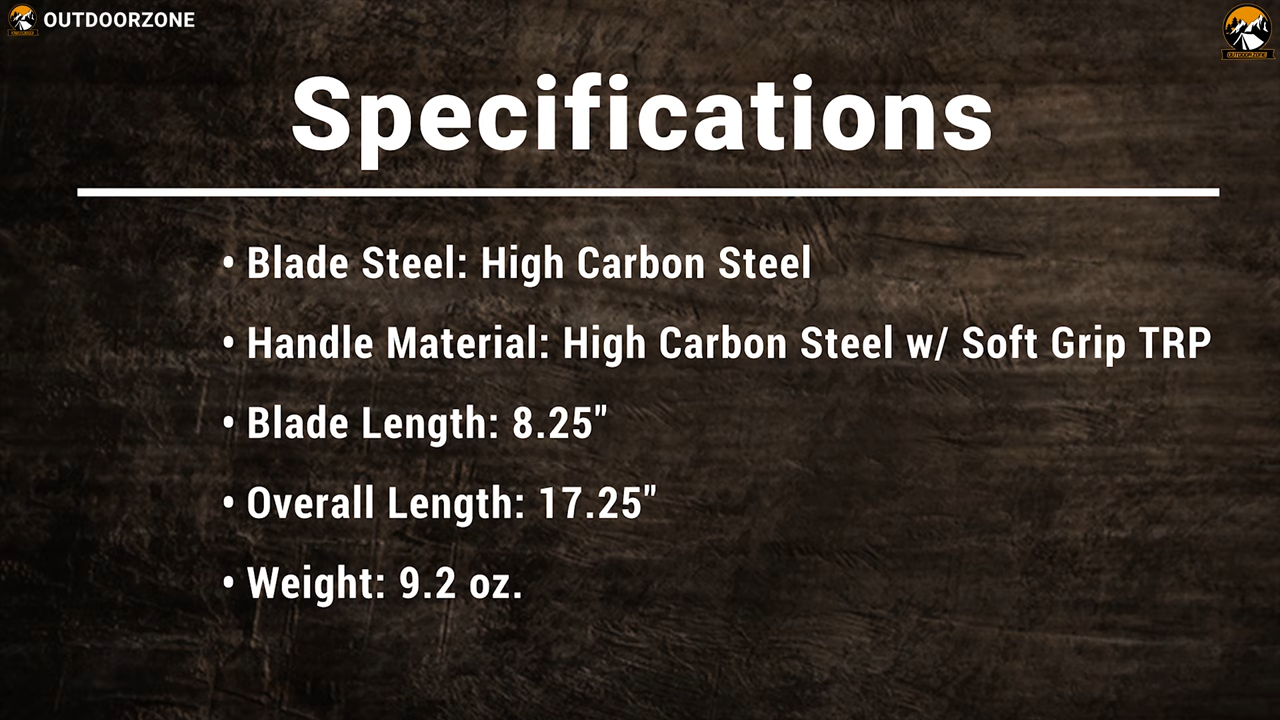 OUTDOORZONE
OUTDOORZONE
Specifications
• Blade Steel: High Carbon Steel
• Handle Material: High Carbon Steel w/ Soft Grip TRP
• Blade Length: 8.25"
• Overall Length: 17.25"
• Weight: 9.2 oz.